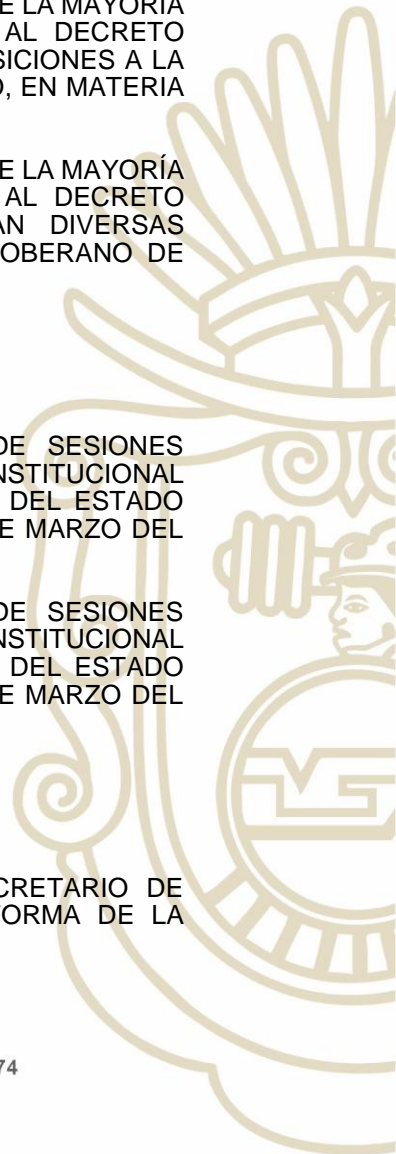 E LA MAYORÍA
AL DECRETO
SICIONES A LA
O, EN MATERIA
E LA MAYORÍA
AL DECRETO
AN DIVERSAS
OBERANO DE
DE SESIONES
NSTITUCIONAL
DEL ESTADO
E MARZO DEL
DE SESIONES
NSTITUCIONAL
DEL ESTADO
E MARZO DEL
CRETARIO DE
FORMA DE LA
74